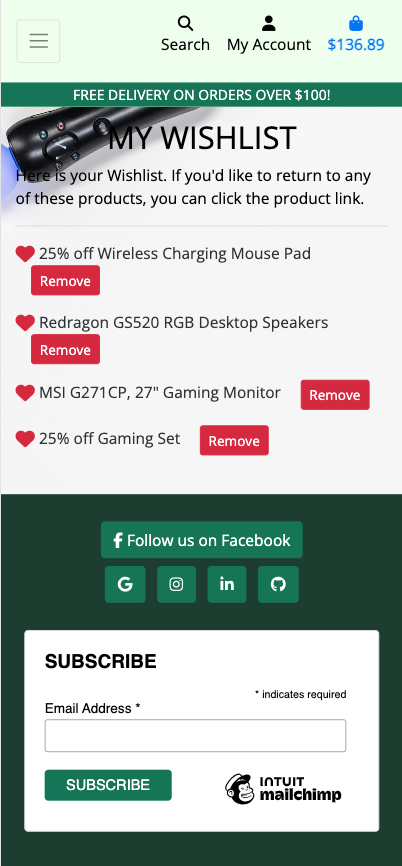 Search My Account $136.89
FREE DELIVERY ON ORDERS OVER $100!
MY WISHLIST
Here is your Wishlist. If you'd like to return to any
of these products, you can click the product link.
25% off Wireless Charging Mouse Pad
Remove
Redragon GS520 RGB Desktop Speakers
Remove
MSI G271CP, 27" Gaming Monitor Remove
25% off Gaming Set Remove
Follow us on Facebook
SUBSCRIBE
* indicates required
Email Address *
SUBSCRIBE
INTUIT
mailchimp